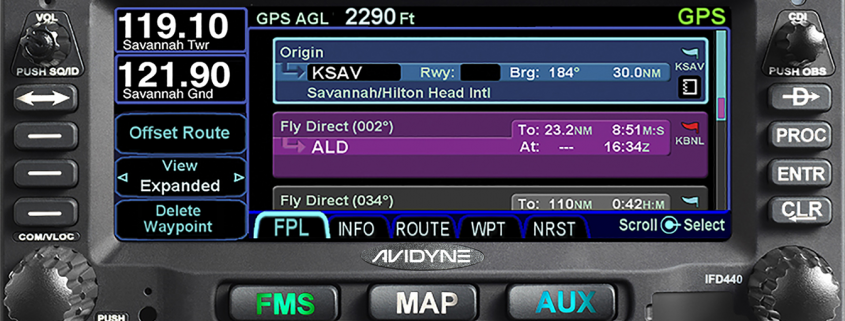 VOL
PUSH SQ/ID
119.10
Savannah Twr
121.90
Savannah Gnd
Offset Route
View
Expanded
Delete
Waypoint
COM/VLOC
PUSH
GPS AGL 2290 Ft GPS
Origin
KSAV Rwy: Brg: 184° 30.0NM
Savannah/Hilton Head Intl
KSAV
Fly Direct (002°) To: 23.2NM 8:51M:S
ALD At: --- 16:34Z
KBNL
Fly Direct (034°) To: 110NM 0:42H:M
FPL INFO ROUTE WPT NRST Scroll Select
AVIDYNE
FMS MAP AUX
CDI
PUSH OBS
D
PROC
ENTR
CLR
IFD440